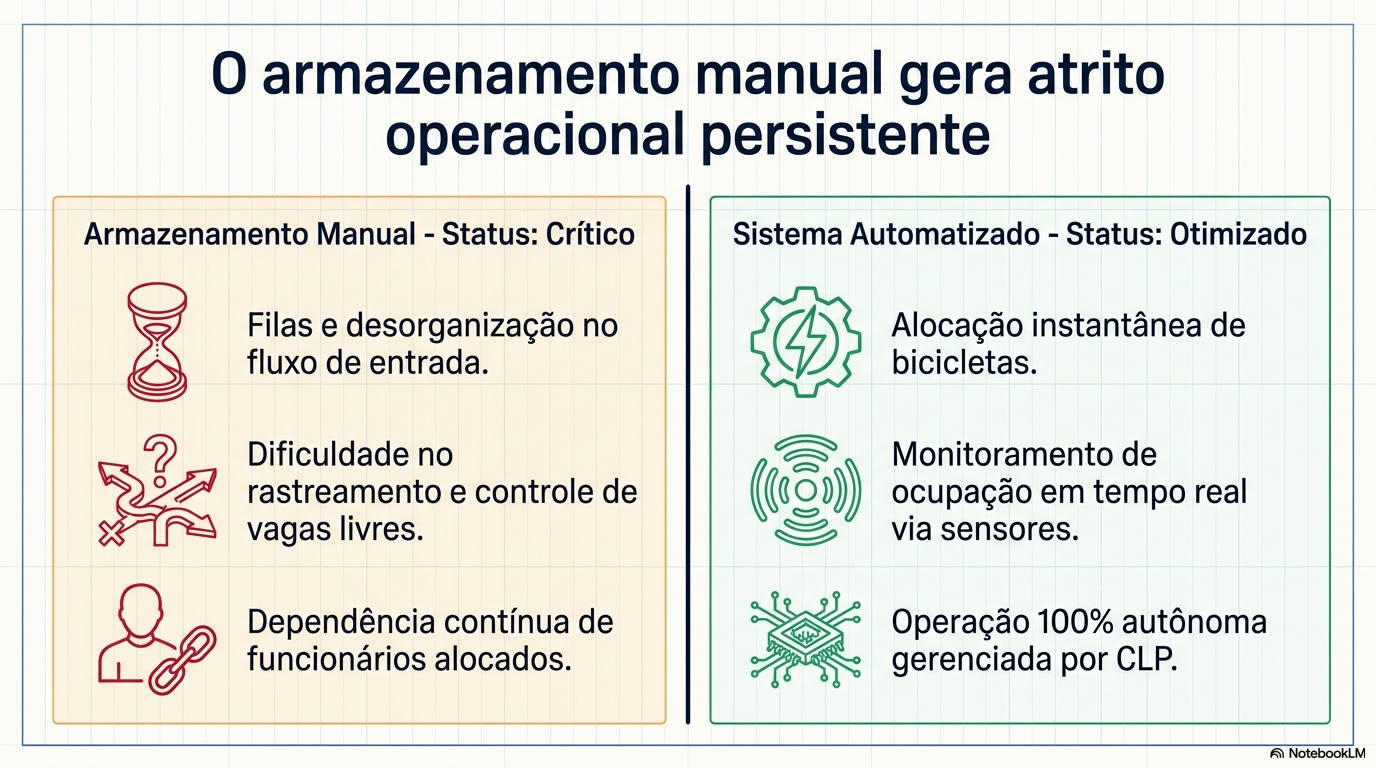 O armazenamento manual gera atrito
operacional persistente
Armazenamento Manual - Status: Crítico
Filas e desorganização no
fluxo de entrada.
Dificuldade no
rastreamento e controle de
vagas livres.
Dependência contínua de
funcionários alocados.
Sistema Automatizado - Status: Otimizado
Alocação instantânea de
bicicletas.
Monitoramento de
ocupação em tempo real
via sensores.
Operação 100% autônoma
gerenciada por CLP.
NotebookLM